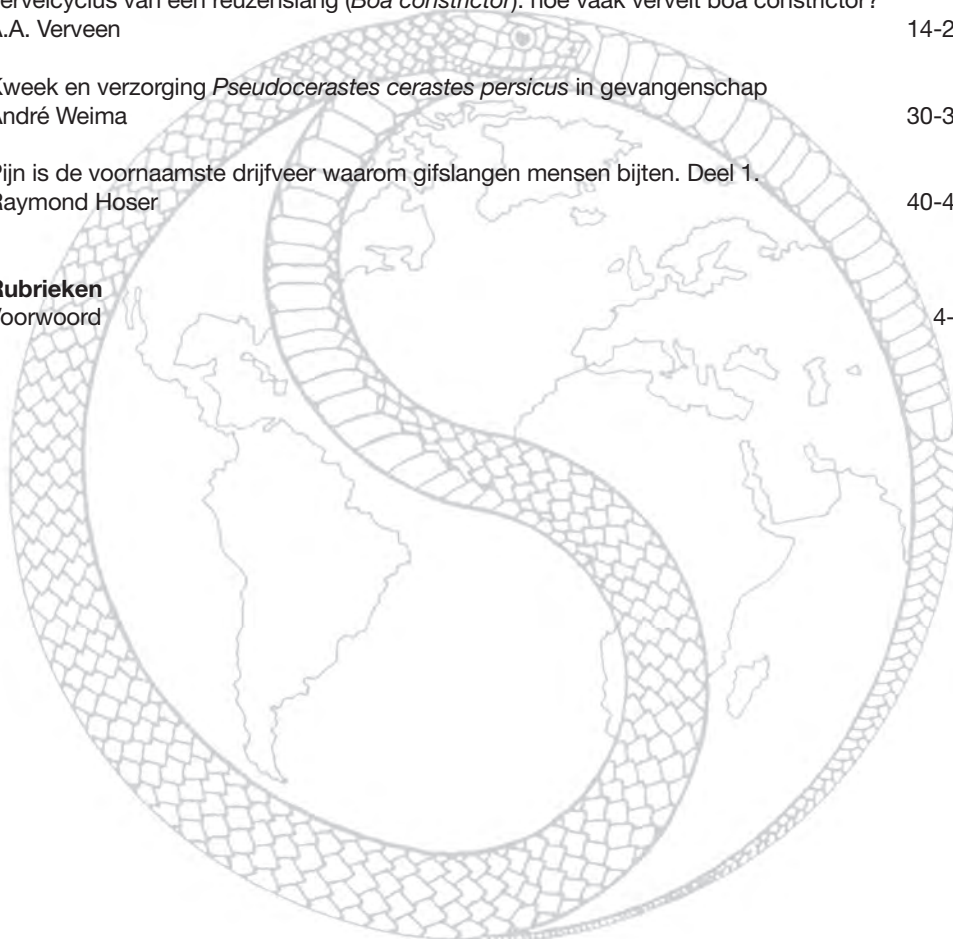 ervelcyclus van een reuzenslang (Boa constrictor): hoe vaak vervelt boa constrictor?
A.A. Verveen 14-2
Kweek en verzorging Pseudocerastes cerastes persicus in gevangenschap
André Weima 30-3
Pijn is de voornaamste drijfveer waarom gifslangen mensen bijten. Deel 1.
Raymond Hoser 40-4
Rubrieken
Voorwoord 4-